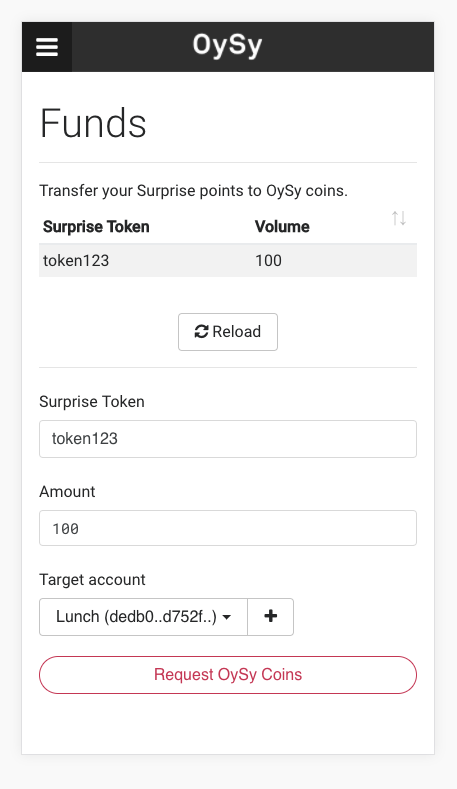 OySy
Funds
Transfer your Surprise points to OySy coins.
Surprise Token Volume
token123 100
Reload
Surprise Token
token123
Amount
100
Target account
Lunch (dedb0..d752f..)
Request OySy Coins